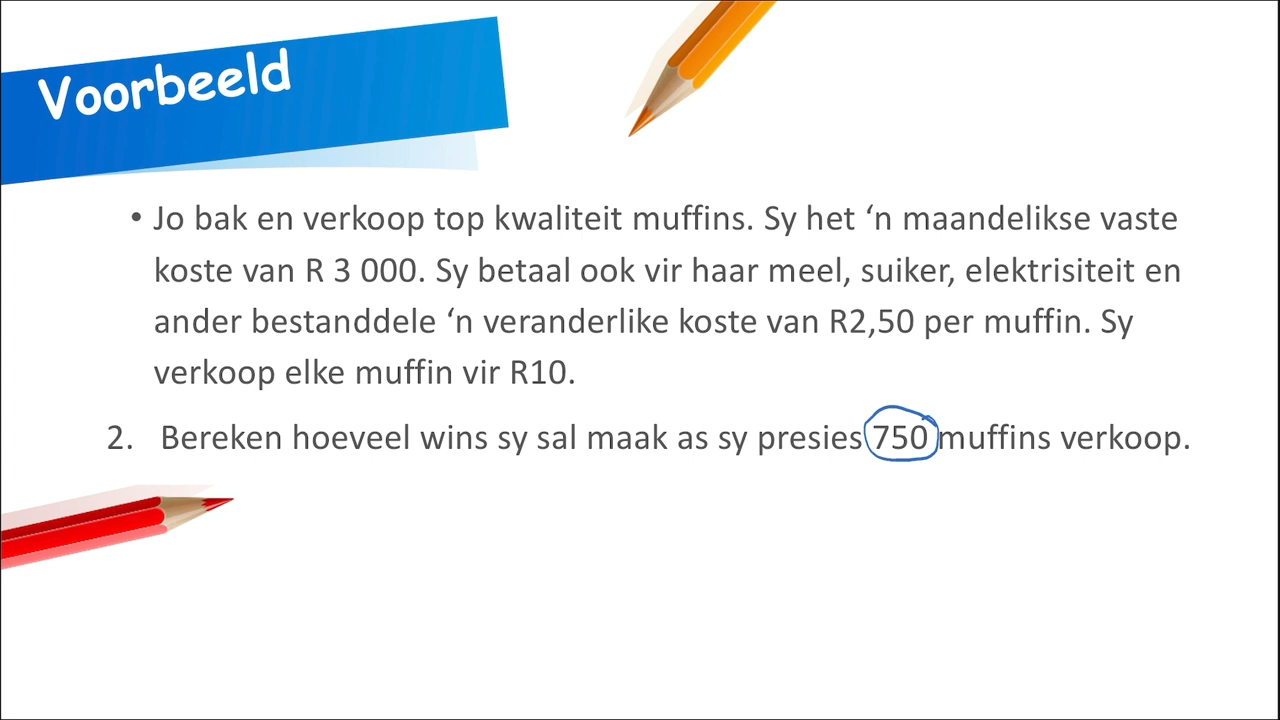 Voorbeeld
• Jo bak en verkoop top kwaliteit muffins. Sy het ‘n maandelikse vaste
koste van R 3 000. Sy betaal ook vir haar meel, suiker, elektrisiteit en
ander bestanddele ‘n veranderlike koste van R2,50 per muffin. Sy
verkoop elke muffin vir R10.
2. Bereken hoeveel wins sy sal maak as sy presies 750 muffins verkoop.